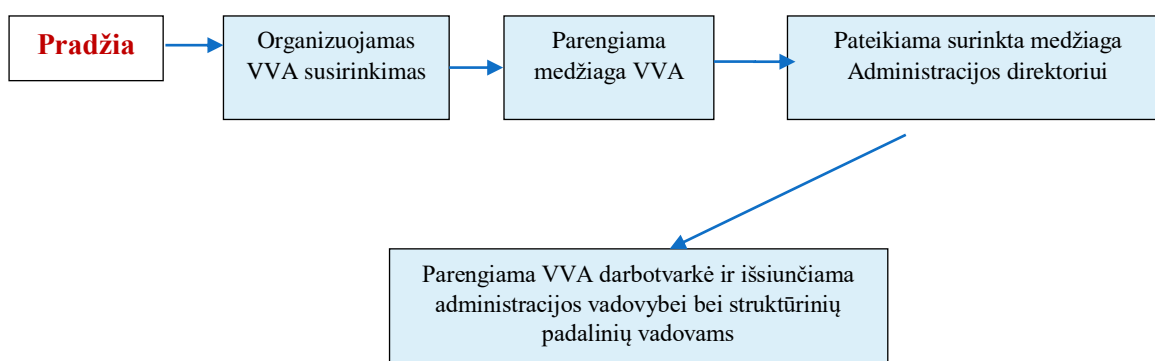 Pradžia
Organizuojamas
VVA susirinkimas
Parengiama
medžiaga VVA
Pateikiama surinkta medžiaga
Administracijos direktoriui
Parengiama VVA darbotvarkė ir išsiunčiama
administracijos vadovybei bei struktūrinių
padalinių vadovams